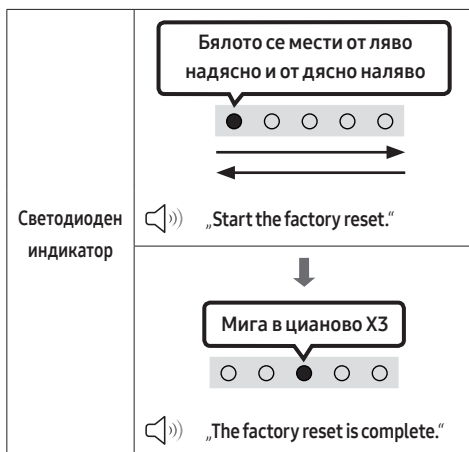 Бялото се мести от ляво
надясно и от дясно наляво
Светодиоден
индикатор
„Start the factory reset.“
Мига в цианово X3
„The factory reset is complete.“